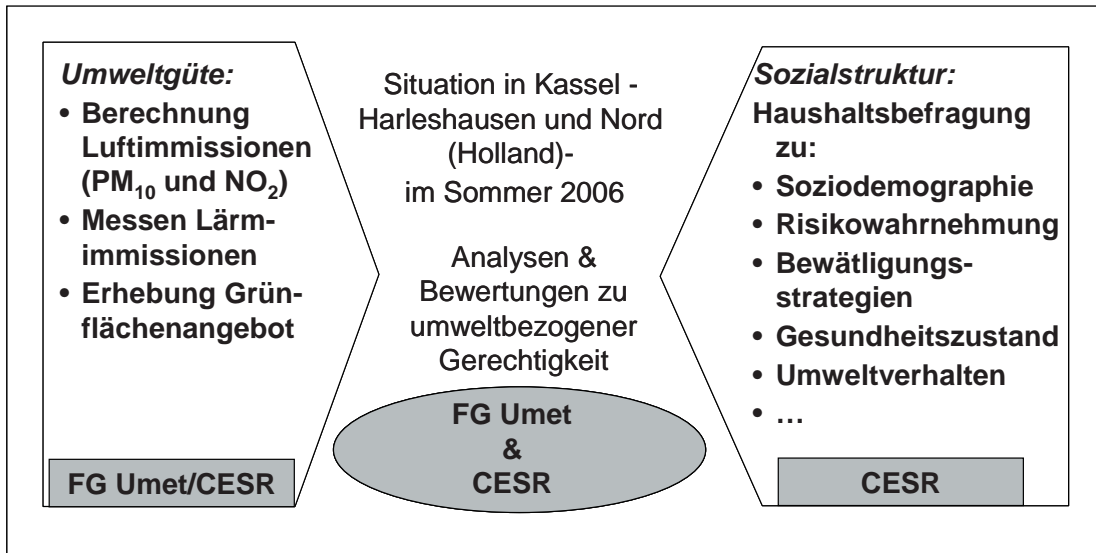 Umweltgüte:
• Berechnung
Luftimmissionen
(PM₁₀ und NO₂)
• Messen Lärm-
immissionen
• Erhebung Grün-
flächenangebot
FG Umet/CESR
Situation in Kassel -
Harleshausen und Nord
(Holland)-
im Sommer 2006
Analysen &
Bewertungen zu
umweltbezogener
Gerechtigkeit
FG Umet
&
CESR
Sozialstruktur:
Haushaltsbefragung
zu:
• Soziodemographie
• Risikowahrnehmung
• Bewätligungs-
strategien
• Gesundheitszustand
• Umweltverhalten
• …
CESR